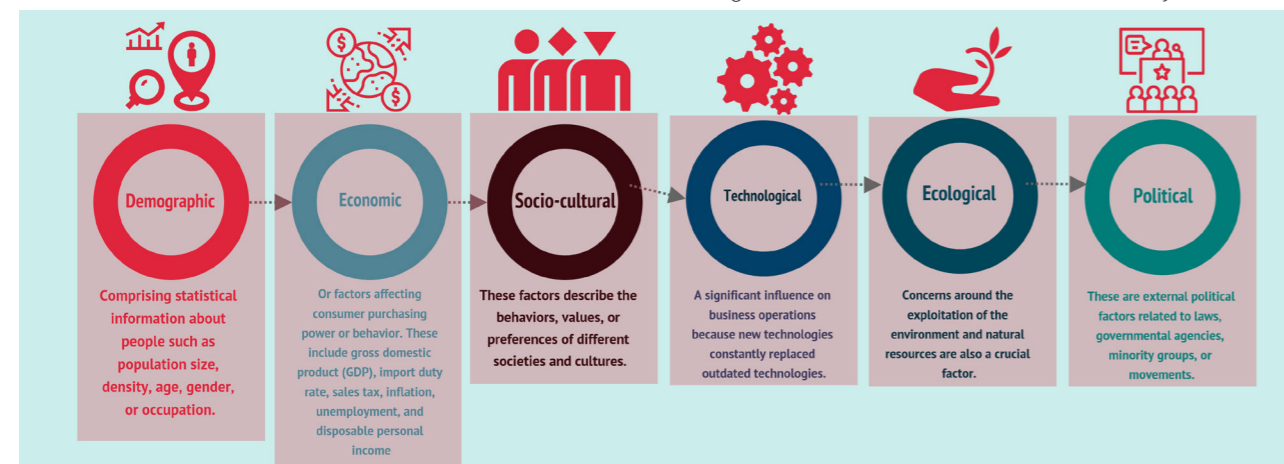 Demographic
Comprising statistical
information about
people such as
population size,
density, age, gender,
or occupation.
Economic
Or factors affecting
consumer purchasing
power or behavior. These
include gross domestic
product (GDP), import duty
rate, sales tax, inflation,
unemployment, and
disposable personal
income
Socio-cultural
These factors describe the
behaviors, values, or
preferences of different
societies and cultures.
Technological
A significant influence on
business operations
because new technologies
constantly replaced
outdated technologies.
Ecological
Concerns around the
exploitation of the
environment and natural
resources are also a crucial
factor.
Political
These are external political
factors related to laws,
governmental agencies,
minority groups, or
movements.